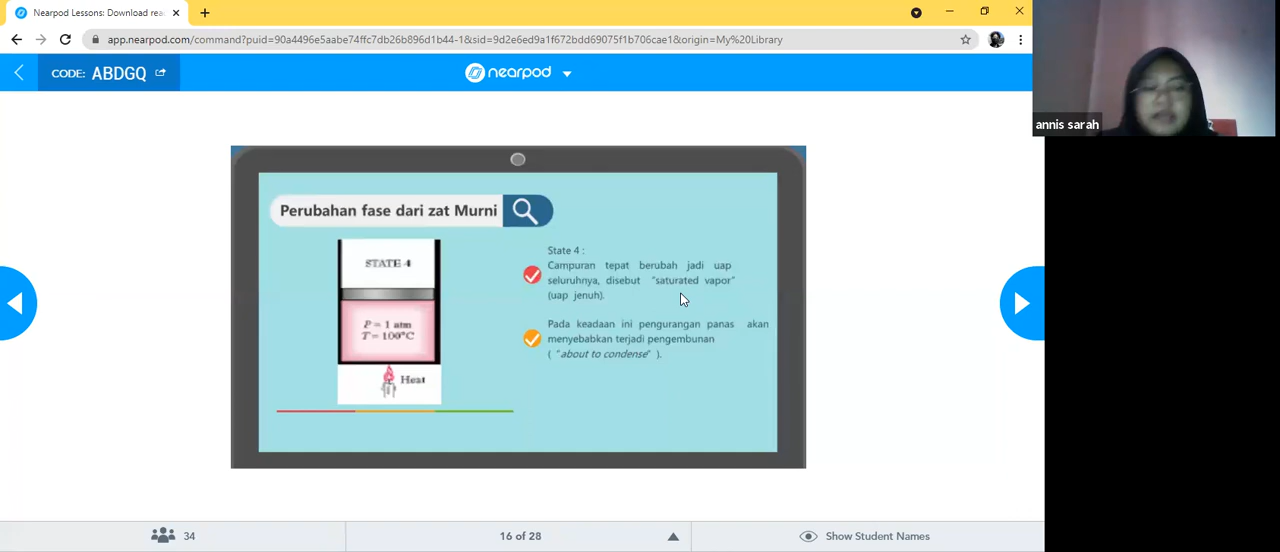 Nearpod Lessons: Download rea
app.nearpod.com/command?puid=90a4496e5aabe74ffc7db26b896d1b44-1&sid=9d2e6ed9a1f672bdd69075f1b706cae1&origin=My%20Library
CODE: ABDGQ
nearpod
annis sarah
Perubahan fase dari zat Murni
STATE 4
P = 1 atm
T = 100°C
Heat
State 4 :
Campuran tepat berubah jadi uap
seluruhnya, disebut "saturated vapor"
(uap jenuh).
Pada keadaan ini pengurangan panas akan
menyebabkan terjadi pengembunan
( "about to condense" ).
34
16 of 28
Show Student Names